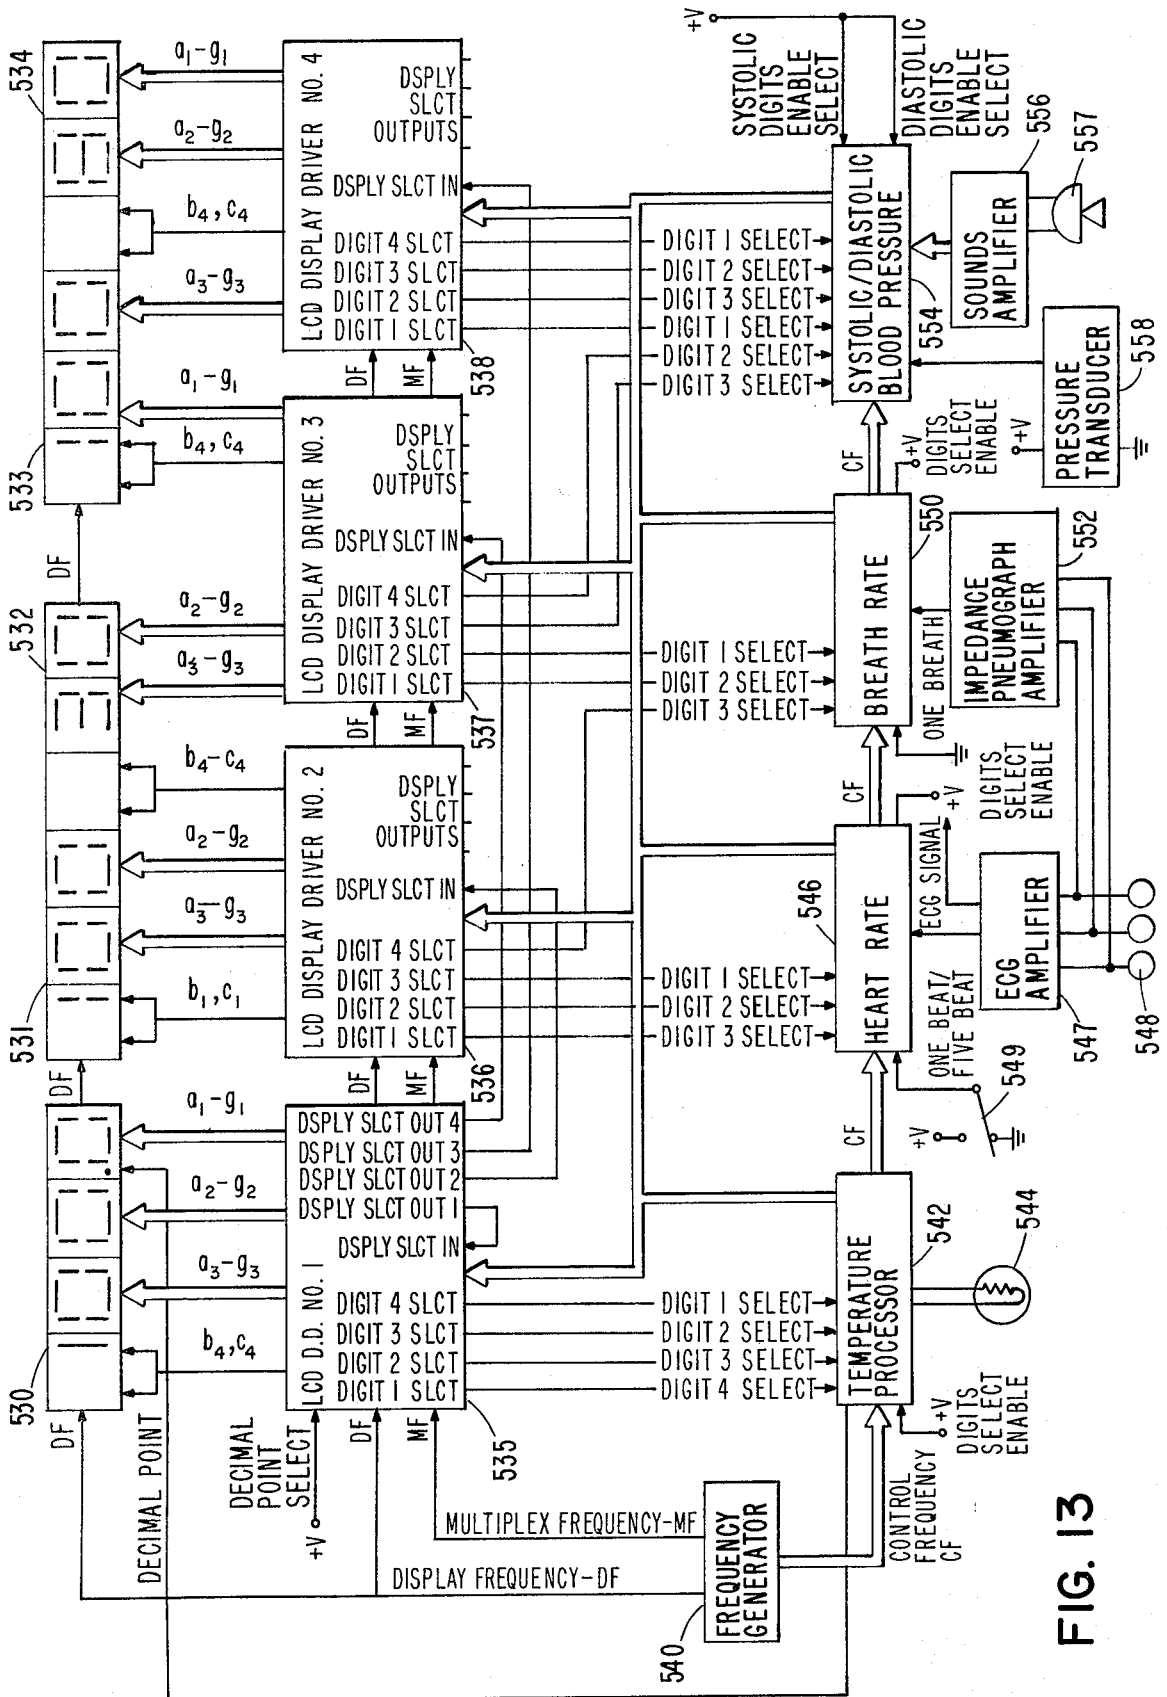 530
531
532
533
534
DF
DF
DF
b4,c4
a3-g3
a2-g2
a1-g1
b1,c1
a3-g3
a2-g2
b4-c4
a3-g3
a2-g2
b4,c4
a1-g1
a3-g3
b4,c4
a2-g2
a1-g1
DECIMAL POINT
DECIMAL
POINT
SELECT
+V
DF
MF
LCD D.D. NO. 1
DIGIT 1 SLCT
DIGIT 2 SLCT
DIGIT 3 SLCT
DIGIT 4 SLCT
DSPLY SLCT IN
DSPLY SLCT OUT 1
DSPLY SLCT OUT 2
DSPLY SLCT OUT 3
DSPLY SLCT OUT 4
535
DF
MF
LCD DISPLAY DRIVER NO. 2
DIGIT 1 SLCT
DIGIT 2 SLCT
DIGIT 3 SLCT
DIGIT 4 SLCT
DSPLY SLCT IN
DSPLY
SLCT
OUTPUTS
536
DF
MF
LCD DISPLAY DRIVER NO. 3
DIGIT 1 SLCT
DIGIT 2 SLCT
DIGIT 3 SLCT
DIGIT 4 SLCT
DSPLY SLCT IN
DSPLY
SLCT
OUTPUTS
537
DF
MF
LCD DISPLAY DRIVER NO. 4
DIGIT 1 SLCT
DIGIT 2 SLCT
DIGIT 3 SLCT
DIGIT 4 SLCT
DSPLY SLCT IN
DSPLY
SLCT
OUTPUTS
538
MULTIPLEX FREQUENCY-MF
DISPLAY FREQUENCY-DF
FREQUENCY
GENERATOR
540
CONTROL
FREQUENCY
CF
DIGIT 4 SELECT
DIGIT 3 SELECT
DIGIT 2 SELECT
DIGIT 1 SELECT
TEMPERATURE
PROCESSOR
542
544
+V
DIGITS
SELECT
ENABLE
CF
DIGIT 3 SELECT
DIGIT 2 SELECT
DIGIT 1 SELECT
HEART RATE
546
ONE BEAT/
FIVE BEAT
+V
549
ECG SIGNAL
+V
DIGITS
SELECT
ENABLE
ECG
AMPLIFIER
547
548
CF
DIGIT 3 SELECT
DIGIT 2 SELECT
DIGIT 1 SELECT
BREATH RATE
550
ONE BREATH
IMPEDANCE
PNEUMOGRAPH
AMPLIFIER
552
+V
DIGITS
SELECT
ENABLE
CF
DIGIT 3 SELECT
DIGIT 2 SELECT
DIGIT 1 SELECT
DIGIT 3 SELECT
DIGIT 2 SELECT
DIGIT 1 SELECT
SYSTOLIC/DIASTOLIC
BLOOD PRESSURE
554
+V
PRESSURE
TRANSDUCER
558
SOUNDS
AMPLIFIER
556
557
+V
SYSTOLIC
DIGITS
ENABLE
SELECT
DIASTOLIC
DIGITS
ENABLE
SELECT
FIG. 13